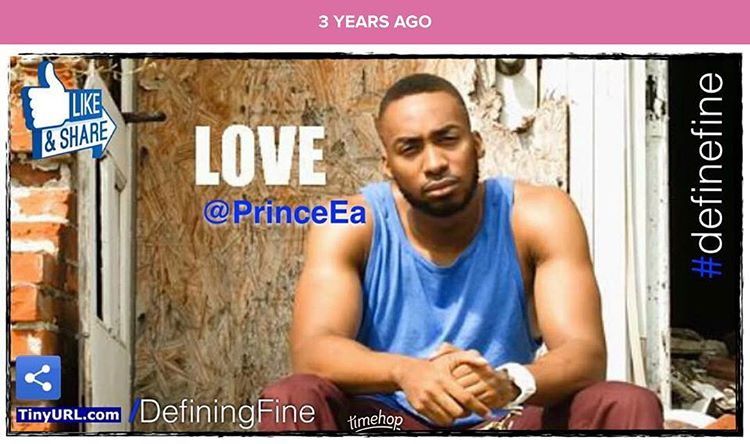 3 YEARS AGO
LIKE
& SHARE
LOVE
@PrinceEa
#definefine
TinyURL.com
/DefiningFine
timehop